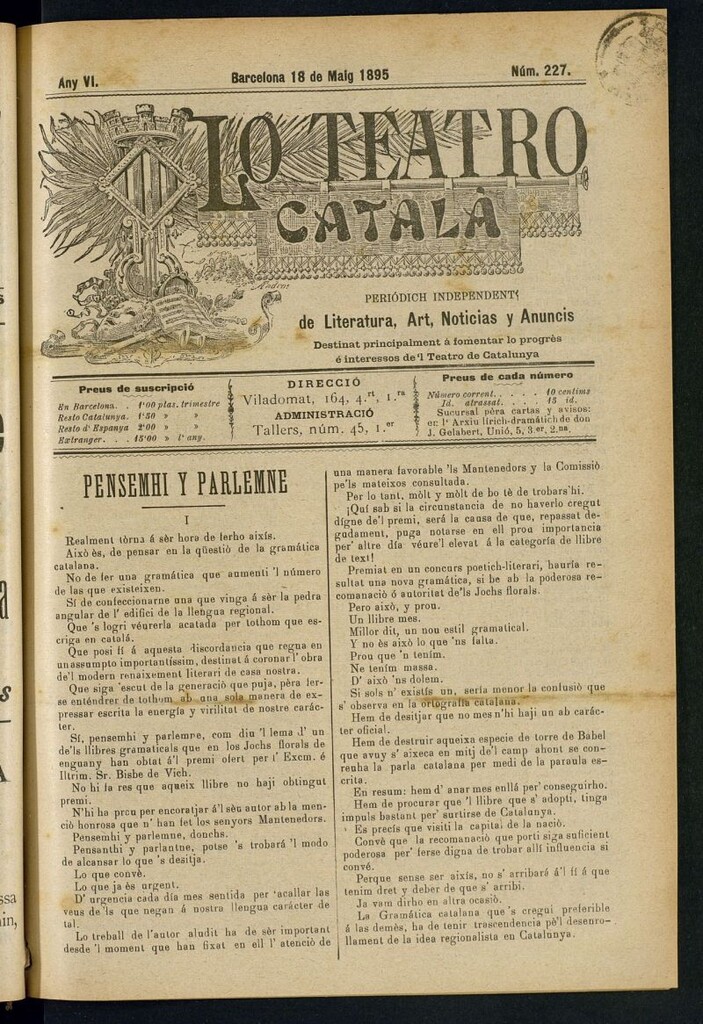 Any VI.
Barcelona 18 de Maig 1895
Núm. 227.
LO TEATRO
CATALÀ
PERIÓDICH INDEPENDENT
de Literatura, Art, Noticias y Anuncis
Destinat principalment á fomentar lo progrès
é interessos de 'l Teatro de Catalunya
Preus de suscripció
En Barcelona. . 1'00 ptas. trimestre
Resto Catalunya. 1'50 » »
Resto d' Espanya 2'00 » »
Extranger. . . . 15'00 » l' any.
DIRECCIÓ
Viladomat, 164, 4.rt, 1.ra
ADMINISTRACIÓ
Tallers, núm. 45, 1.er
Preus de cada número
Número corrent. . . . . 10 centims
Id. atrassat. . . . . 15 id.
Sucursal pera cartas y avisos:
en l' Arxiu lírich-dramátich de don
J. Gelabert, Unió, 5, 3.er, 2.na
PENSEMHI Y PARLEMNE
I
Realment tórna á sèr hora de ferho aixís.
Això ès, de pensar en la qüestió de la gramática
catalana.
No de fer una gramática que aumenti 'l número
de las que existeixen.
Sí de confeccionarne una que vinga á sèr la pedra
angular de l' edifici de la llengua regional.
Que 's logri véurerla acatada per tothom que es-
criga en catalá.
Que posi fí á aquesta discordancia que regna en
un assumpto importantíssim, destinat á coronar l' obra
de'l modern renaixement literari de casa nostra.
Que siga 'escut de la generació que puja, pèra fer-
se enténdrer de tothom ab una sola manera de ex-
pressar escrita la energía y virilitat de nostre carác-
ter.
Sí, pensemhi y parlemne, com diu 'l lema d' un
de'ls llibres gramaticals que en los Jochs florals de
enguany han obtat á'l premi ofert per l' Excm. é
Iltrim. Sr. Bisbe de Vich.
No hi fa res que aqueix llibre no haji obtingut
premi.
N'hi ha prou per encoratjar á'l sèu autor ab la men-
ció honrosa que n' han fet los senyors Mantenedors.
Pensemhi y parlemne, donchs.
Pensanthi y parlantne, potse 's trobará 'l modo
de alcansar lo que 's desitja.
Lo que convé.
Lo que ja és urgent.
D' urgencia cada día mes sentida per 'acallar las
veus de'ls que negan á nostra llengua carácter de
tal.
Lo treball de l'autor aludit ha de sèr important
desde 'l moment que han fixat en ell l' atenció de
una manera favorable 'ls Mantenedors y la Comissió
pe'ls mateixos consultada.
Per lo tant, mòlt y mòlt de bo tè de trobars'hi.
¡Quí sab si la circunstancia de no haverlo cregut
dígne de'l premi, será la causa de que, repassat de-
gudament, puga notarse en ell prou importancia
per' altre día véure'l elevat á la categoría de llibre
de text!
Premiat en un concurs poetich-literari, hauría re-
sultat una nova gramática, si be ab la poderosa re-
comanació ó autoritat de'ls Jochs florals.
Pero aixó, y prou.
Un llibre mes.
Millor dit, un nou estil gramatical.
Y no ès aixó lo que 'ns falta.
Prou que 'n tením.
Ne tením massa.
D' aixó 'ns dolem.
Si sols n' existís un, sería menor la confusió que
s' observa en la ortografía catalana.
Hem de desitjar que no mes n'hi haji un ab carác-
ter oficial.
Hem de destruir aqueixa especie de torre de Babel
que avuy s' aixeca en mitj de'l camp ahont se con-
reuha la parla catalana per medi de la paraula es-
crita.
En resum: hem d' anar mes enllá per' conseguirho.
Hem de procurar que 'l llibre que s' adopti, tinga
impuls bastant per' surtirse de Catalunya.
Es precís que visiti la capital de la nació.
Convé que la recomanació que porti siga suficient
poderosa per' ferse digna de trobar allí influencia si
convé.
Perque sense ser aixís, no s' arribará á'l fí á que
tenim dret y deber de que s' arribi.
Ja vam dirho en altra ocasió.
La Gramática catalana que 's cregui preferible
á las demés, ha de tenir trascendencia pè'l desenro-
llament de la idea regionalista en Catalunya.